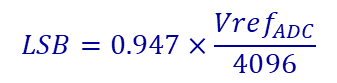 LSB = 0.947 × Vref_ADC / 4096